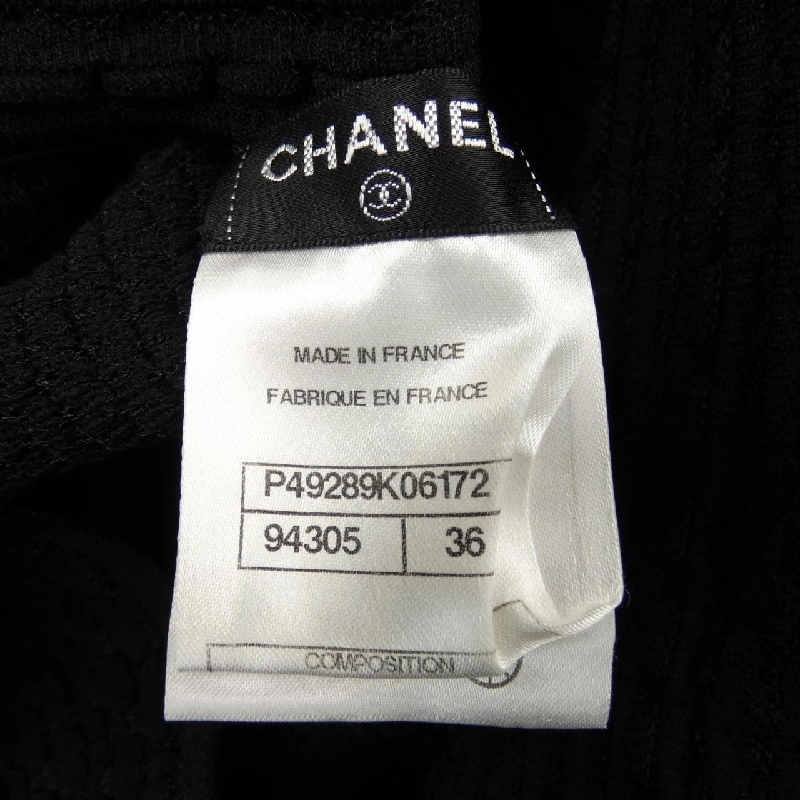 CHANEL
MADE IN FRANCE
FABRIQUE EN FRANCE
P49289K06172
94305 36
COMPOSITION